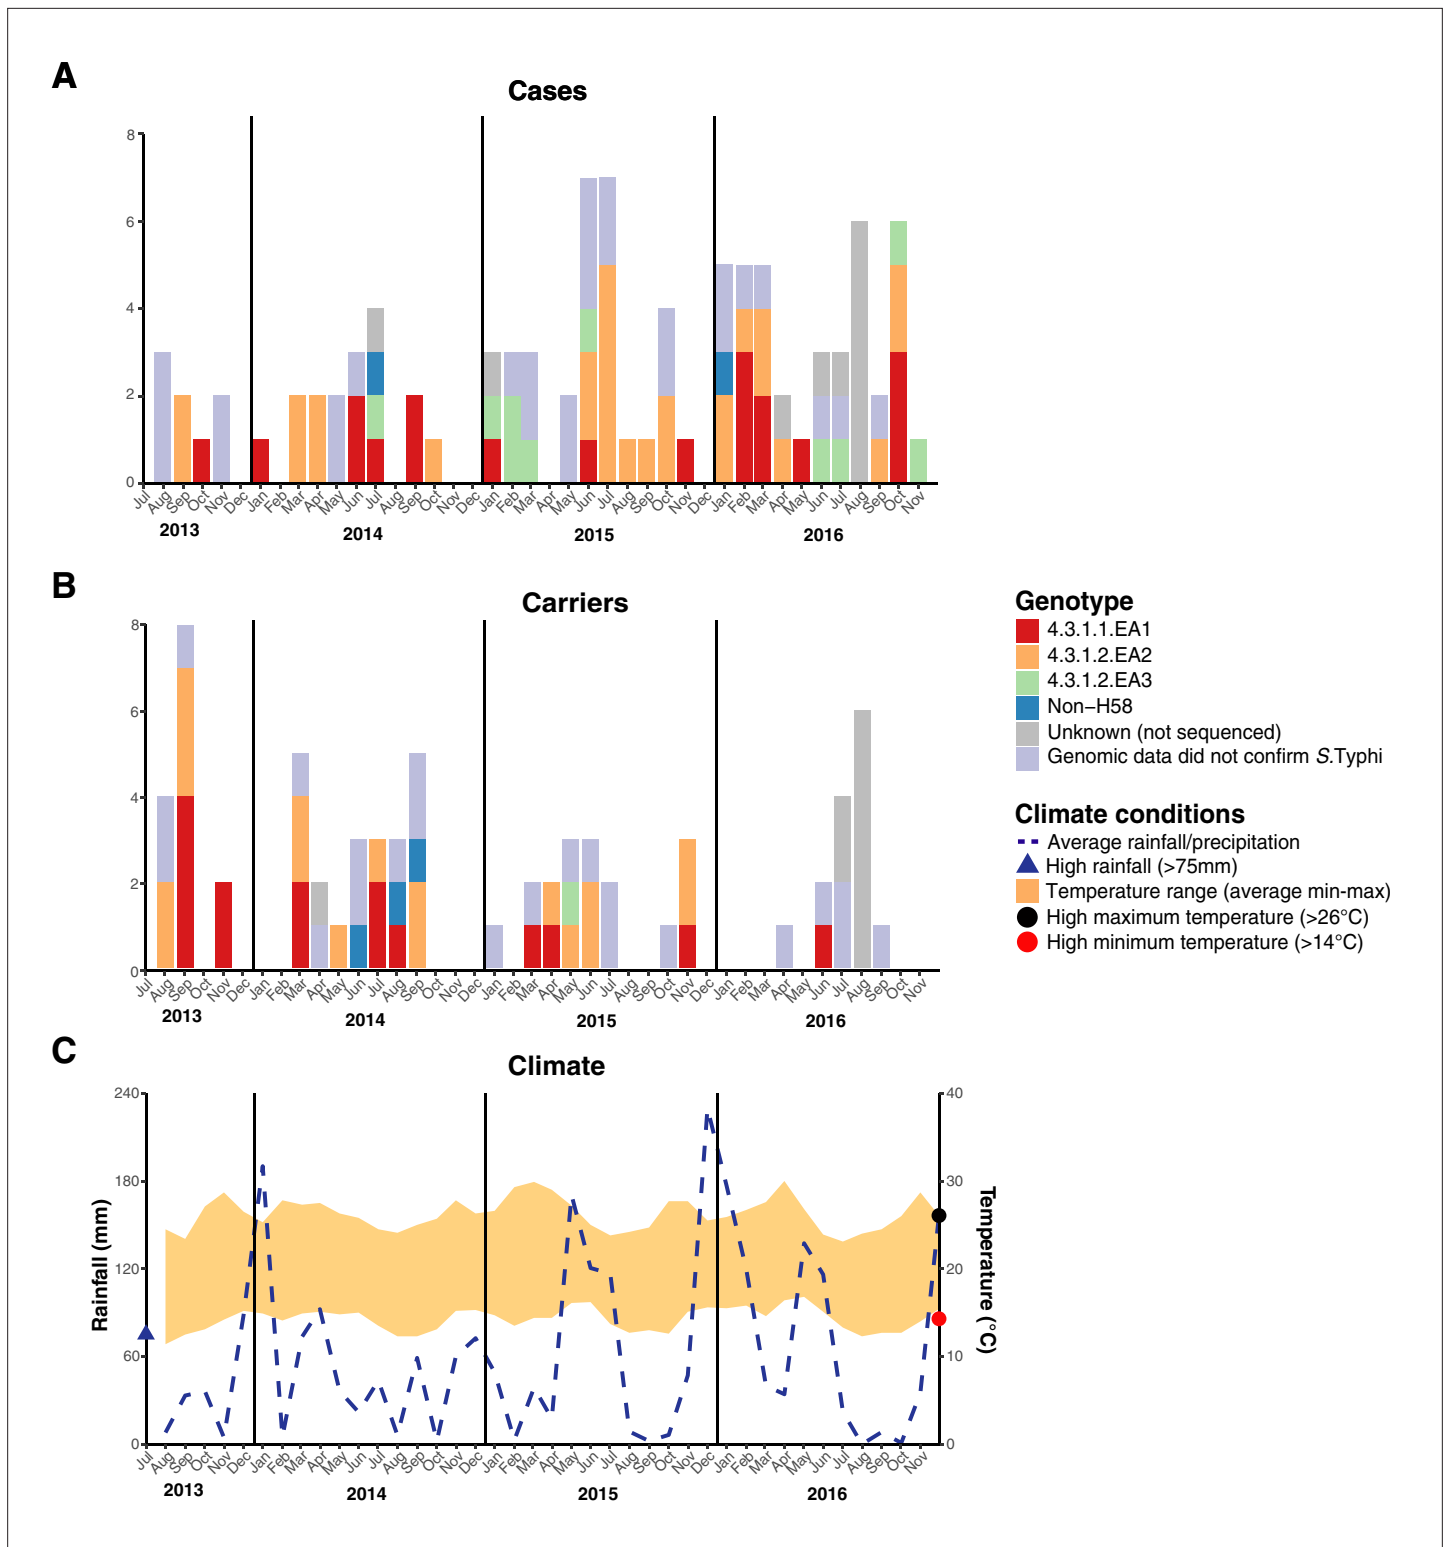 A
Cases
8
6
4
2
0
Jul Aug Sep Oct Nov Dec Jan Feb Mar Apr May Jun Jul Aug Sep Oct Nov Dec Jan Feb Mar Apr May Jun Jul Aug Sep Oct Nov Dec Jan Feb Mar Apr May Jun Jul Aug Sep Oct Nov
2013 2014 2015 2016
B
Carriers
8
6
4
2
0
Jul Aug Sep Oct Nov Dec Jan Feb Mar Apr May Jun Jul Aug Sep Oct Nov Dec Jan Feb Mar Apr May Jun Jul Aug Sep Oct Nov Dec Jan Feb Mar Apr May Jun Jul Aug Sep Oct Nov
2013 2014 2015 2016
Genotype
4.3.1.1.EA1
4.3.1.2.EA2
4.3.1.2.EA3
Non−H58
Unknown (not sequenced)
Genomic data did not confirm S.Typhi
Climate conditions
Average rainfall/precipitation
High rainfall (>75mm)
Temperature range (average min-max)
High maximum temperature (>26°C)
High minimum temperature (>14°C)
C
Climate
Rainfall (mm)
240
180
120
60
0
40
30
20
10
0
Temperature (°C)
Jul Aug Sep Oct Nov Dec Jan Feb Mar Apr May Jun Jul Aug Sep Oct Nov Dec Jan Feb Mar Apr May Jun Jul Aug Sep Oct Nov Dec Jan Feb Mar Apr May Jun Jul Aug Sep Oct Nov
2013 2014 2015 2016